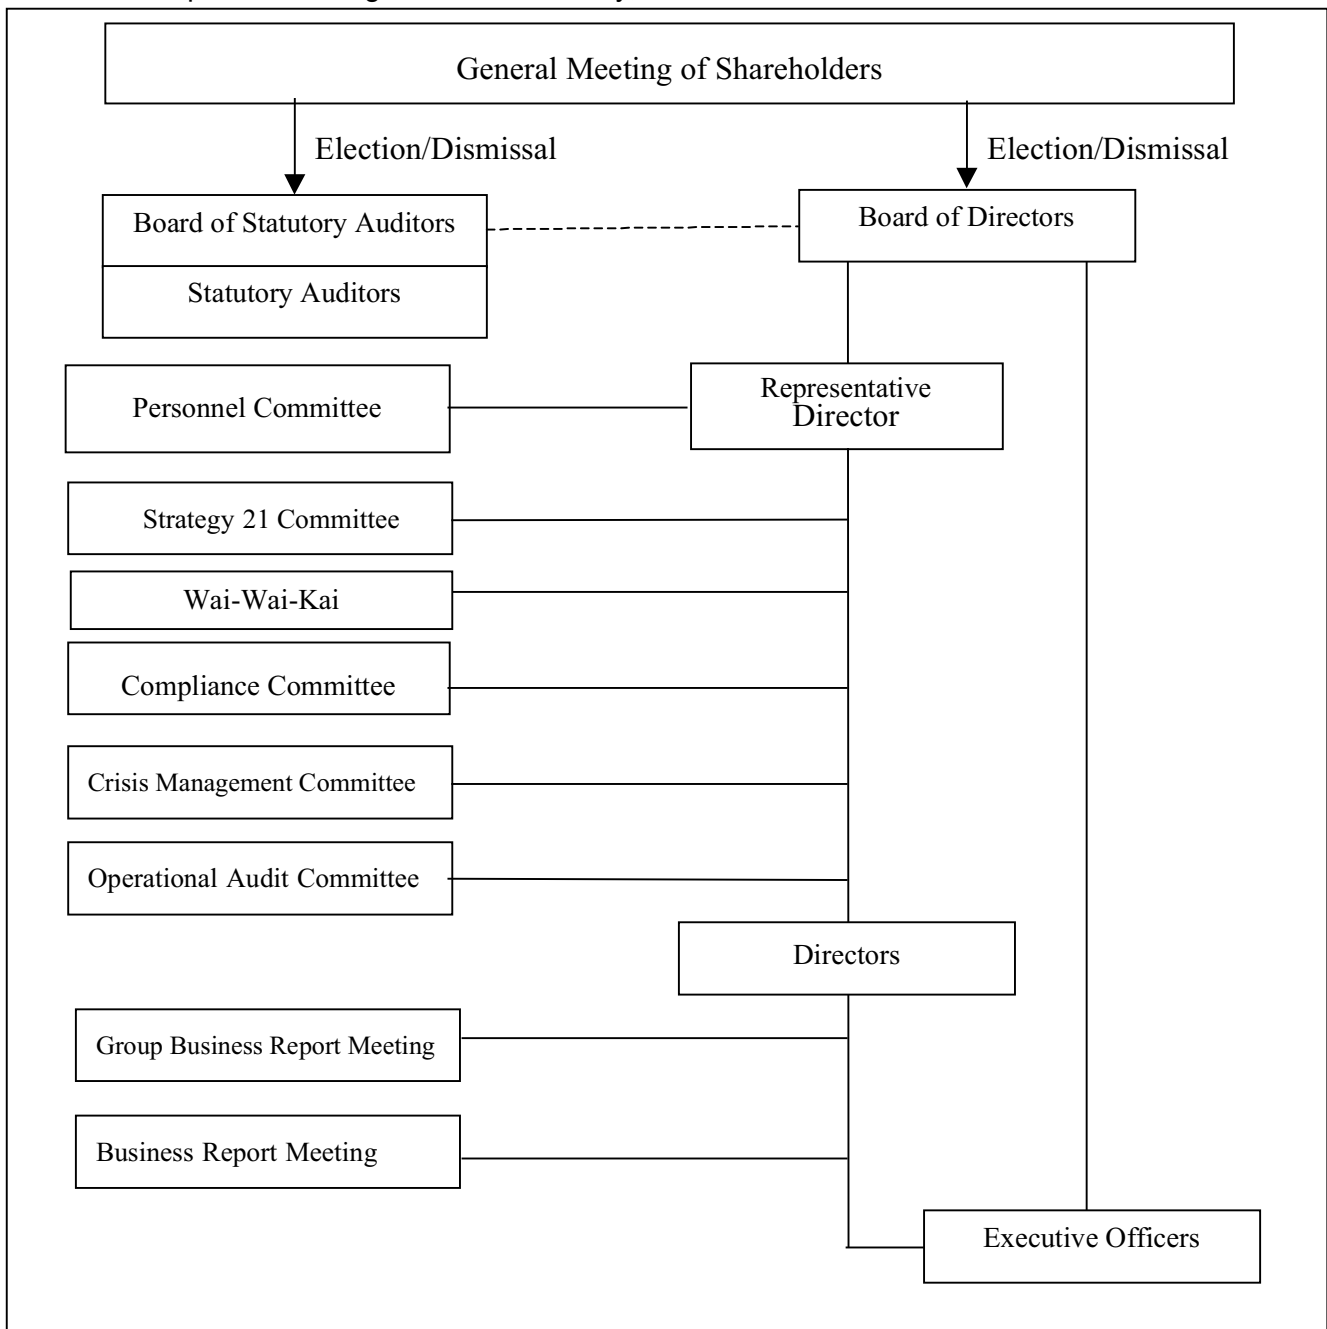 General Meeting of Shareholders
Election/Dismissal
Election/Dismissal
Board of Statutory Auditors
Board of Directors
Statutory Auditors
Personnel Committee
Representative
Director
Strategy 21 Committee
Wai-Wai-Kai
Compliance Committee
Crisis Management Committee
Operational Audit Committee
Directors
Group Business Report Meeting
Business Report Meeting
Executive Officers